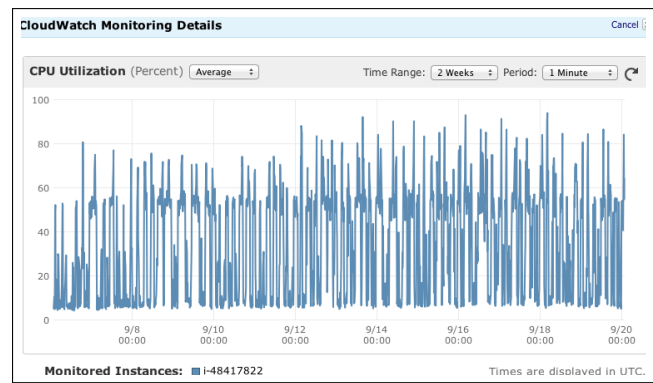 CloudWatch Monitoring Details Cancel
CPU Utilization (Percent) Average Time Range: 2 Weeks Period: 1 Minute
100
80
60
40
20
0
9/8 9/10 9/12 9/14 9/16 9/18 9/20
00:00 00:00 00:00 00:00 00:00 00:00 00:00
Monitored Instances: i-48417822 Times are displayed in UTC.